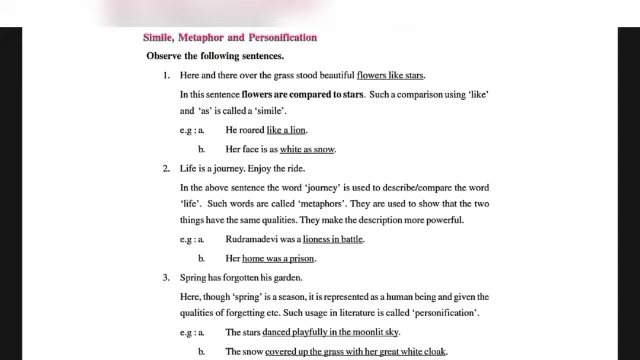 Simile, Metaphor and Personification
Observe the following sentences.
1. Here and there over the grass stood beautiful flowers like stars.
In this sentence flowers are compared to stars. Such a comparison using ‘like’
and ‘as’ is called a ‘simile’.
e.g : a. He roared like a lion.
b. Her face is as white as snow.
2. Life is a journey. Enjoy the ride.
In the above sentence the word ‘journey’ is used to describe/compare the word
‘life’. Such words are called ‘metaphors’. They are used to show that the two
things have the same qualities. They make the description more powerful.
e.g : a. Rudramadevi was a lioness in battle.
b. Her home was a prison.
3. Spring has forgotten his garden.
Here, though ‘spring’ is a season, it is represented as a human being and given the
qualities of forgetting etc. Such usage in literature is called ‘personification’.
e.g : a. The stars danced playfully in the moonlit sky.
b. The snow covered up the grass with her great white cloak.